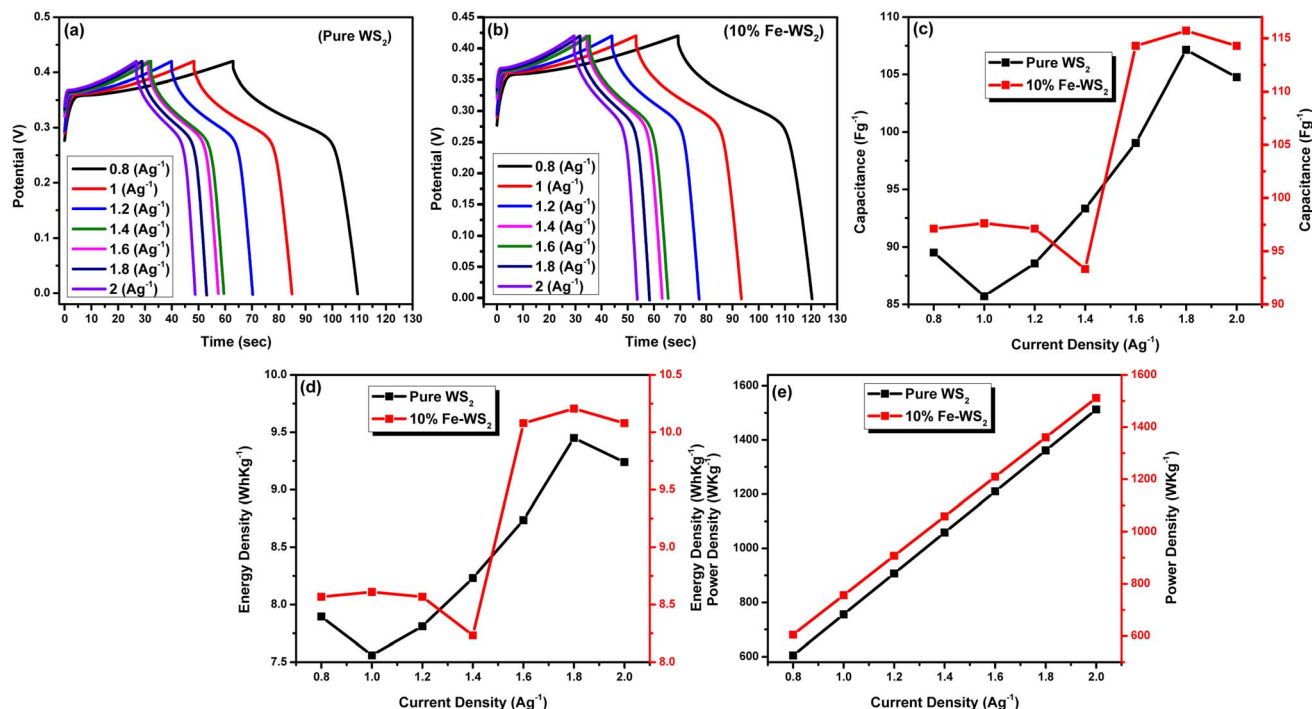 (a)
(Pure WS₂)
Potential (V)
0.5
0.4
0.3
0.2
0.1
0.0
0.8 (Ag⁻¹)
1 (Ag⁻¹)
1.2 (Ag⁻¹)
1.4 (Ag⁻¹)
1.6 (Ag⁻¹)
1.8 (Ag⁻¹)
2 (Ag⁻¹)
0 10 20 30 40 50 60 70 80 90 100 110 120 130
Time (sec)
(b)
(10% Fe-WS₂)
Potential (V)
0.45
0.40
0.35
0.30
0.25
0.20
0.15
0.10
0.05
0.00
0.8 (Ag⁻¹)
1 (Ag⁻¹)
1.2 (Ag⁻¹)
1.4 (Ag⁻¹)
1.6 (Ag⁻¹)
1.8 (Ag⁻¹)
2 (Ag⁻¹)
0 10 20 30 40 50 60 70 80 90 100 110 120 130
Time (sec)
(c)
Pure WS₂
10% Fe-WS₂
Capacitance (Fg⁻¹)
110
105
100
95
90
85
Capacitance (Fg⁻¹)
115
110
105
100
95
90
0.8 1.0 1.2 1.4 1.6 1.8 2.0
Current Density (Ag⁻¹)
(d)
Pure WS₂
10% Fe-WS₂
Energy Density (WhKg⁻¹)
10.0
9.5
9.0
8.5
8.0
7.5
Energy Density (WhKg⁻¹)
10.5
10.0
9.5
9.0
8.5
8.0
0.8 1.0 1.2 1.4 1.6 1.8 2.0
Current Density (Ag⁻¹)
(e)
Pure WS₂
10% Fe-WS₂
Power Density (WKg⁻¹)
1600
1400
1200
1000
800
600
Power Density (WKg⁻¹)
1600
1400
1200
1000
800
600
0.8 1.0 1.2 1.4 1.6 1.8 2.0
Current Density (Ag⁻¹)